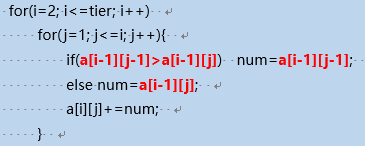 for(i=2; i<=tier; i++)
for(j=1; j<=i; j++){
if(a[i-1][j-1]>a[i-1][j]) num=a[i-1][j-1];
else num=a[i-1][j];
a[i][j]+=num;
}